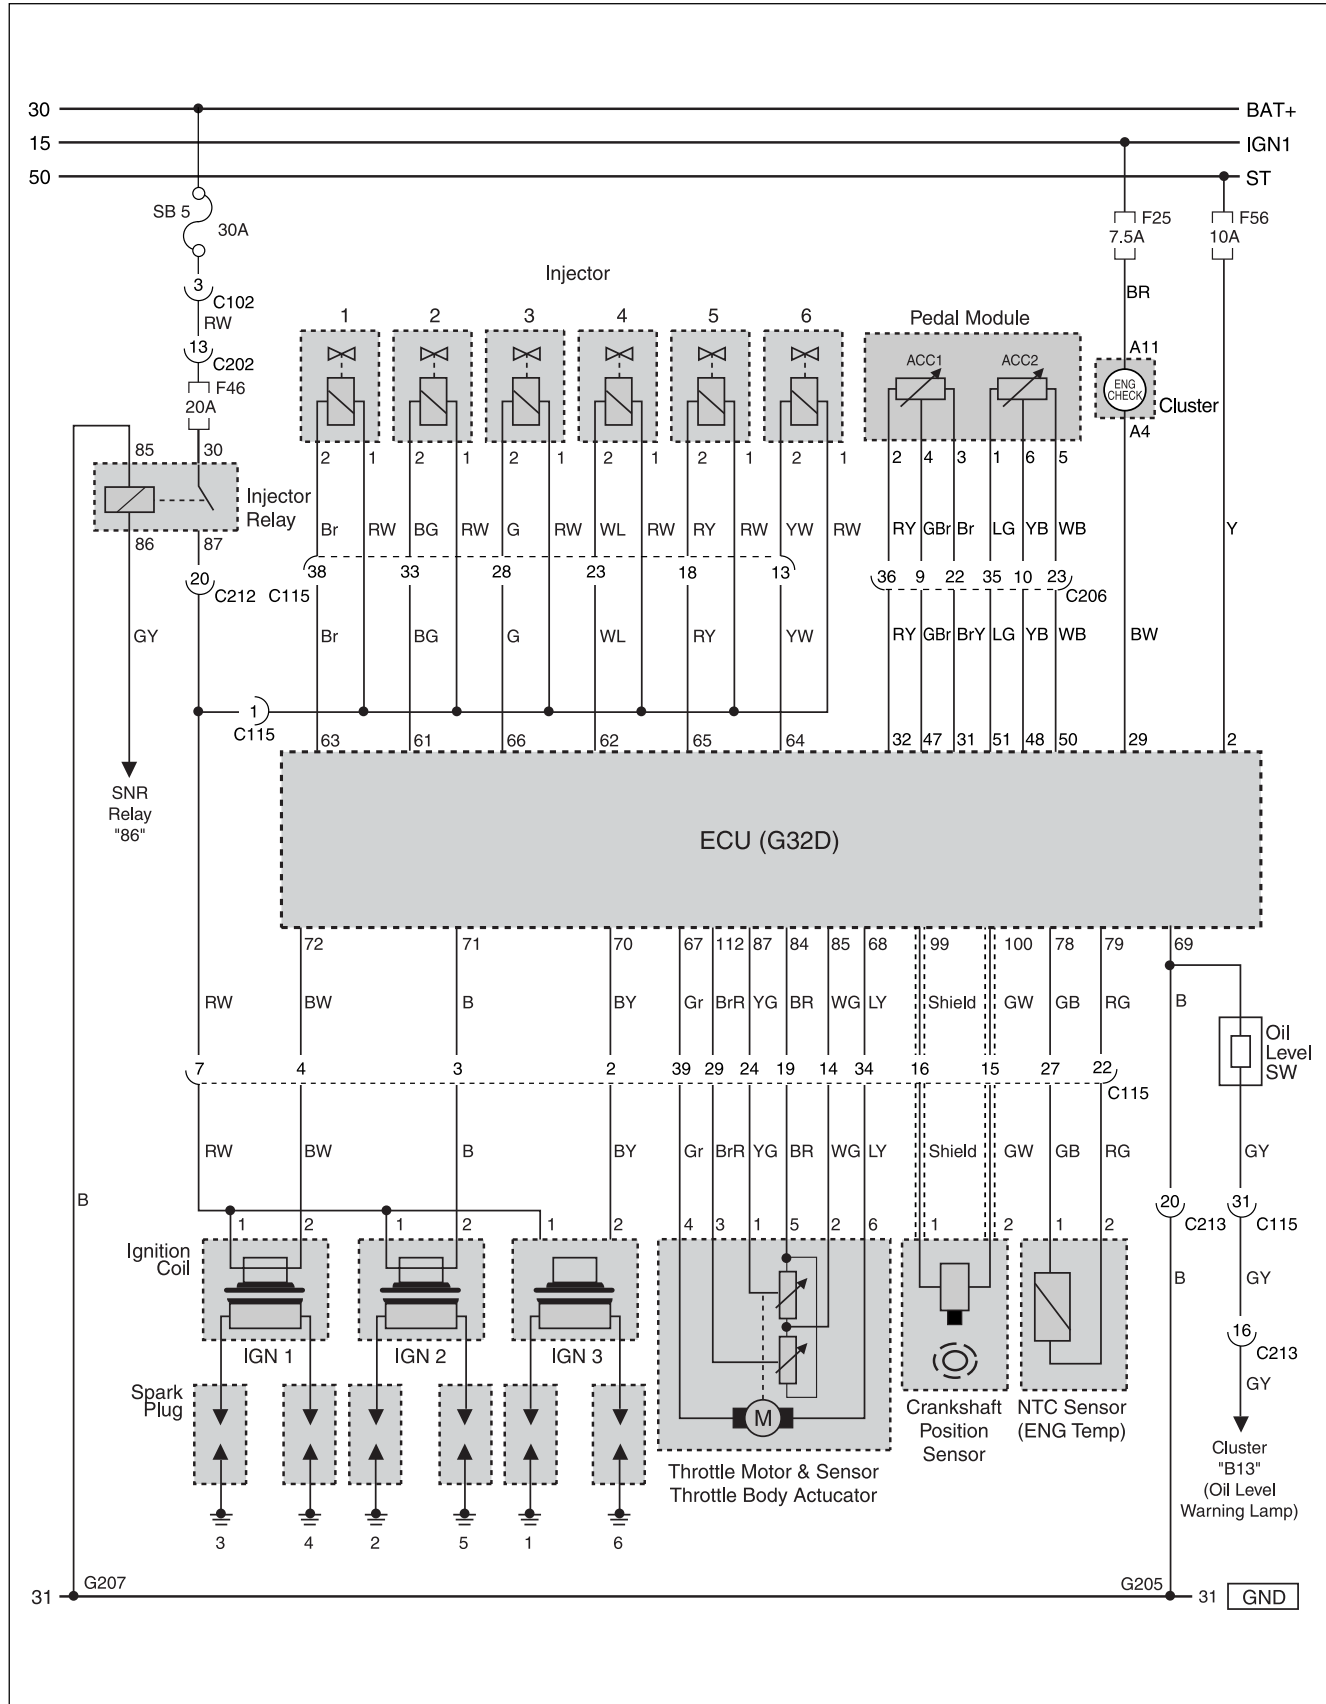 30 BAT+
15 IGN1
50 ST
SB 5
30A
F25
7.5A
F56
10A
3
C102
RW
13
C202
F46
20A
Injector
1 2 3 4 5 6
Pedal Module
ACC1 ACC2
BR
A11
ENG
CHECK
Cluster
A4
85 30
Injector
Relay
86 87
2 1 2 1 2 1 2 1 2 1 2 1 2 4 3 1 6 5
Br RW BG RW G RW WL RW RY RW YW RW RY GBr Br LG YB WB Y
20
C212
C115
38 33 28 23 18 13
36 9 22 35 10 23
C206
GY
Br BG G WL RY YW RY GBr BrY LG YB WB BW
1
C115
63 61 66 62 65 64 32 47 31 51 48 50 29 2
SNR
Relay
"86"
ECU (G32D)
72 71 70 67 112 87 84 85 68 99 100 78 79 69
RW BW B BY Gr BrR YG BR WG LY Shield GW GB RG B
Oil
Level
SW
7 4 3 2 39 29 24 19 14 34 16 15 27 22
C115
RW BW B BY Gr BrR YG BR WG LY Shield GW GB RG GY
B
20
C213
31
C115
1 2 1 2 1 2 4 3 1 5 2 6 1 2 1 2
Ignition
Coil
B GY
16
C213
GY
IGN 1 IGN 2 IGN 3
Spark
Plug
M
Crankshaft
Position
Sensor
NTC Sensor
(ENG Temp)
Throttle Motor & Sensor
Throttle Body Actucator
Cluster
"B13"
(Oil Level
Warning Lamp)
3 4 2 5 1 6
31 G207 G205 31 GND